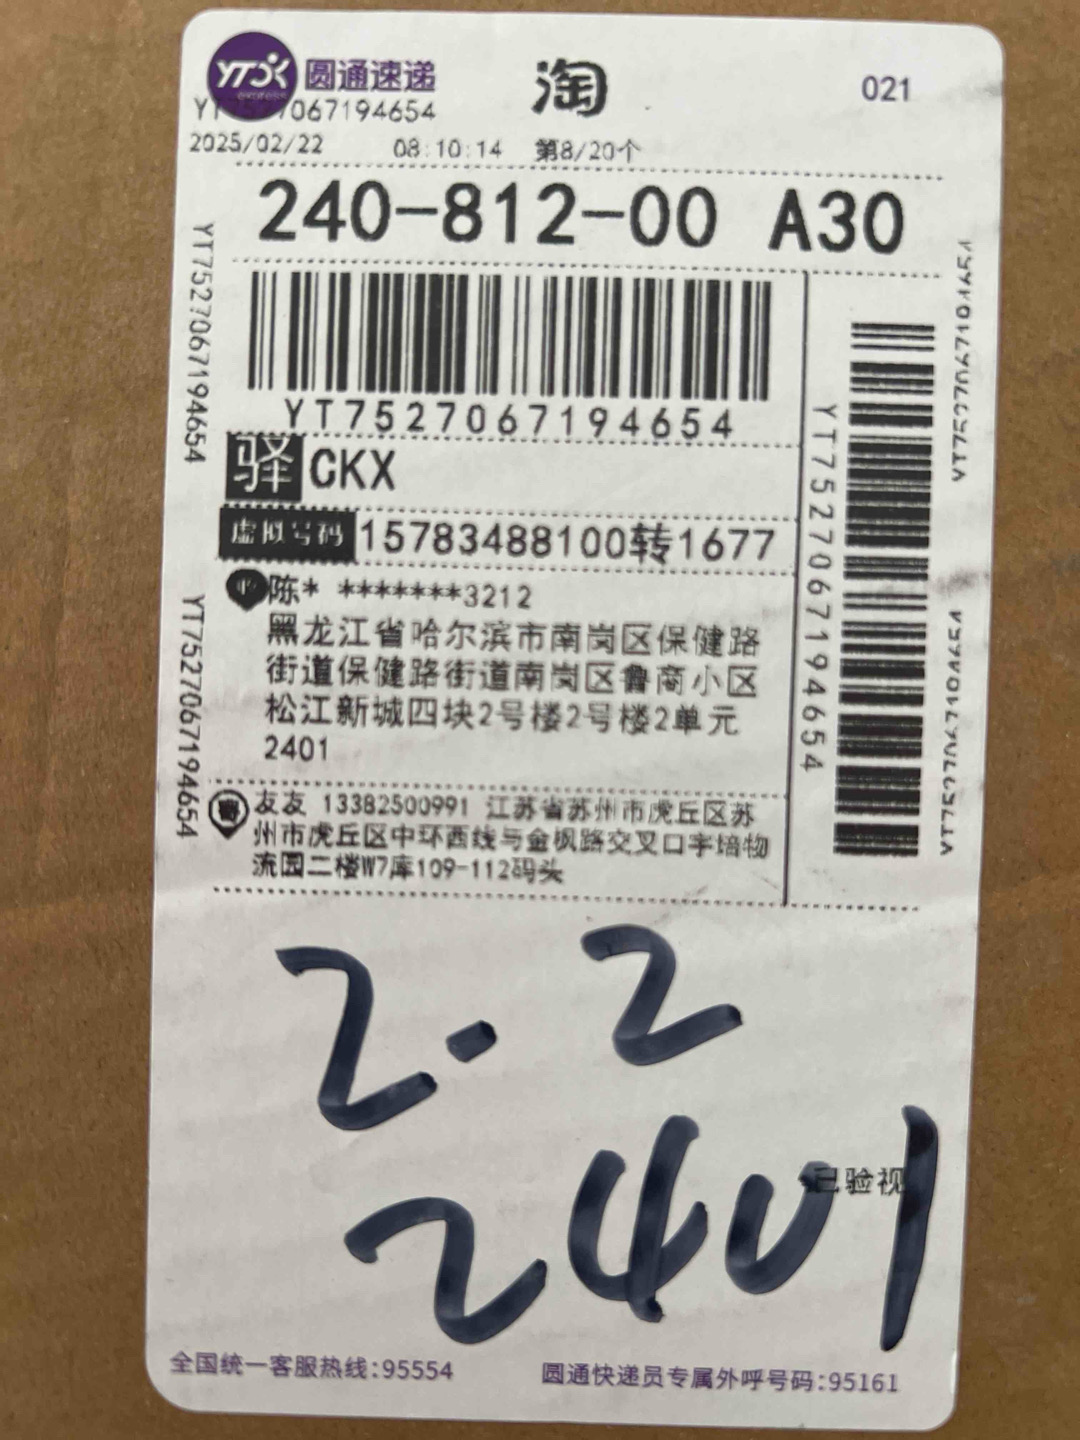 YTO express 圆通速递
淘
021
YT7527067194654
2025/02/22 08:10:14 第8/20个
240-812-00 A30
YT7527067194654
驿 CKX
虚拟号码 15783488100转1677
收 陈* *******3212
黑龙江省哈尔滨市南岗区保健路
街道保健路街道南岗区鲁商小区
松江新城四块2号楼2号楼2单元
2401
寄 友友 13382500991 江苏省苏州市虎丘区苏
州市虎丘区中环西线与金枫路交叉口宇培物
流园二楼W7库109-112码头
YT7527067194654
YT7527067194654
YT7527067194654
YT7527067194654
YT7527067194654
2.2
2401
已验视
全国统一客服热线:95554
圆通快递员专属外呼号码:95161